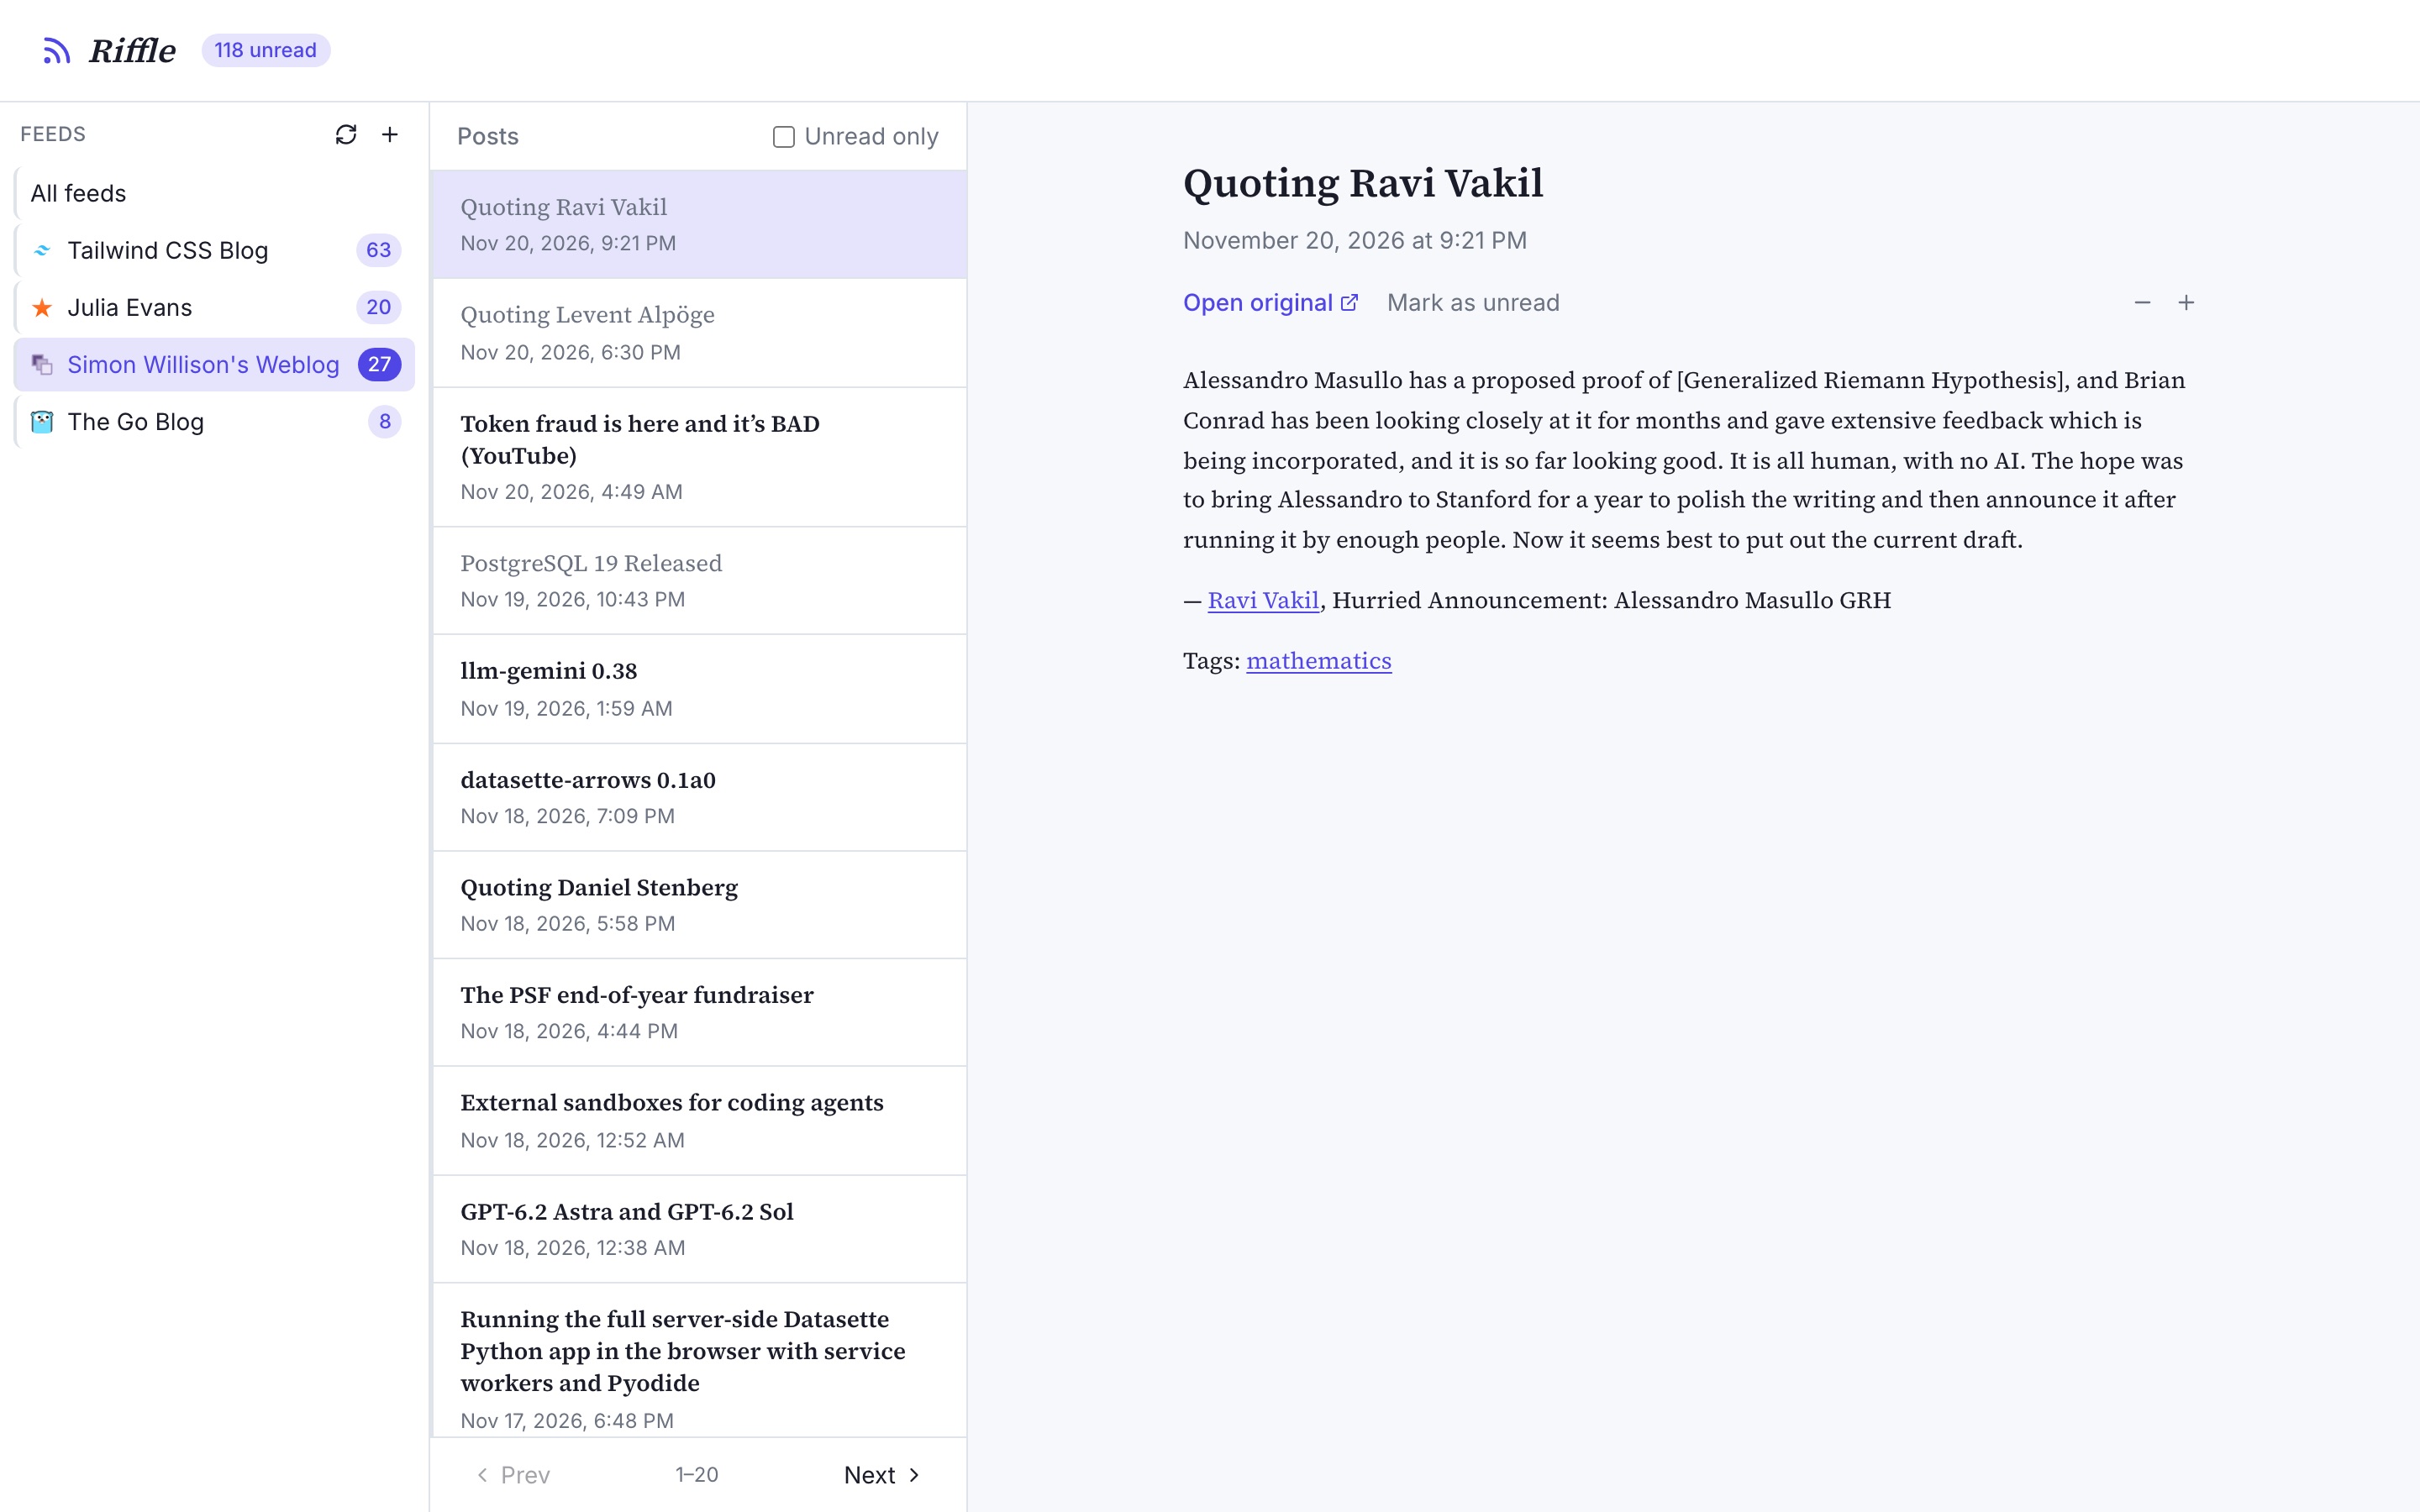 Riffle
118 unread
FEEDS
All feeds
Tailwind CSS Blog
63
Julia Evans
20
Simon Willison's Weblog
27
The Go Blog
8
Posts
Unread only
Quoting Ravi Vakil
Nov 20, 2026, 9:21 PM
Quoting Levent Alpöge
Nov 20, 2026, 6:30 PM
Token fraud is here and it’s BAD
(YouTube)
Nov 20, 2026, 4:49 AM
PostgreSQL 19 Released
Nov 19, 2026, 10:43 PM
llm-gemini 0.38
Nov 19, 2026, 1:59 AM
datasette-arrows 0.1a0
Nov 18, 2026, 7:09 PM
Quoting Daniel Stenberg
Nov 18, 2026, 5:58 PM
The PSF end-of-year fundraiser
Nov 18, 2026, 4:44 PM
External sandboxes for coding agents
Nov 18, 2026, 12:52 AM
GPT-6.2 Astra and GPT-6.2 Sol
Nov 18, 2026, 12:38 AM
Running the full server-side Datasette
Python app in the browser with service
workers and Pyodide
Nov 17, 2026, 6:48 PM
Prev
1–20
Next
Quoting Ravi Vakil
November 20, 2026 at 9:21 PM
Open original
Mark as unread
Alessandro Masullo has a proposed proof of [Generalized Riemann Hypothesis], and Brian
Conrad has been looking closely at it for months and gave extensive feedback which is
being incorporated, and it is so far looking good. It is all human, with no AI. The hope was
to bring Alessandro to Stanford for a year to polish the writing and then announce it after
running it by enough people. Now it seems best to put out the current draft.
— Ravi Vakil, Hurried Announcement: Alessandro Masullo GRH
Tags: mathematics